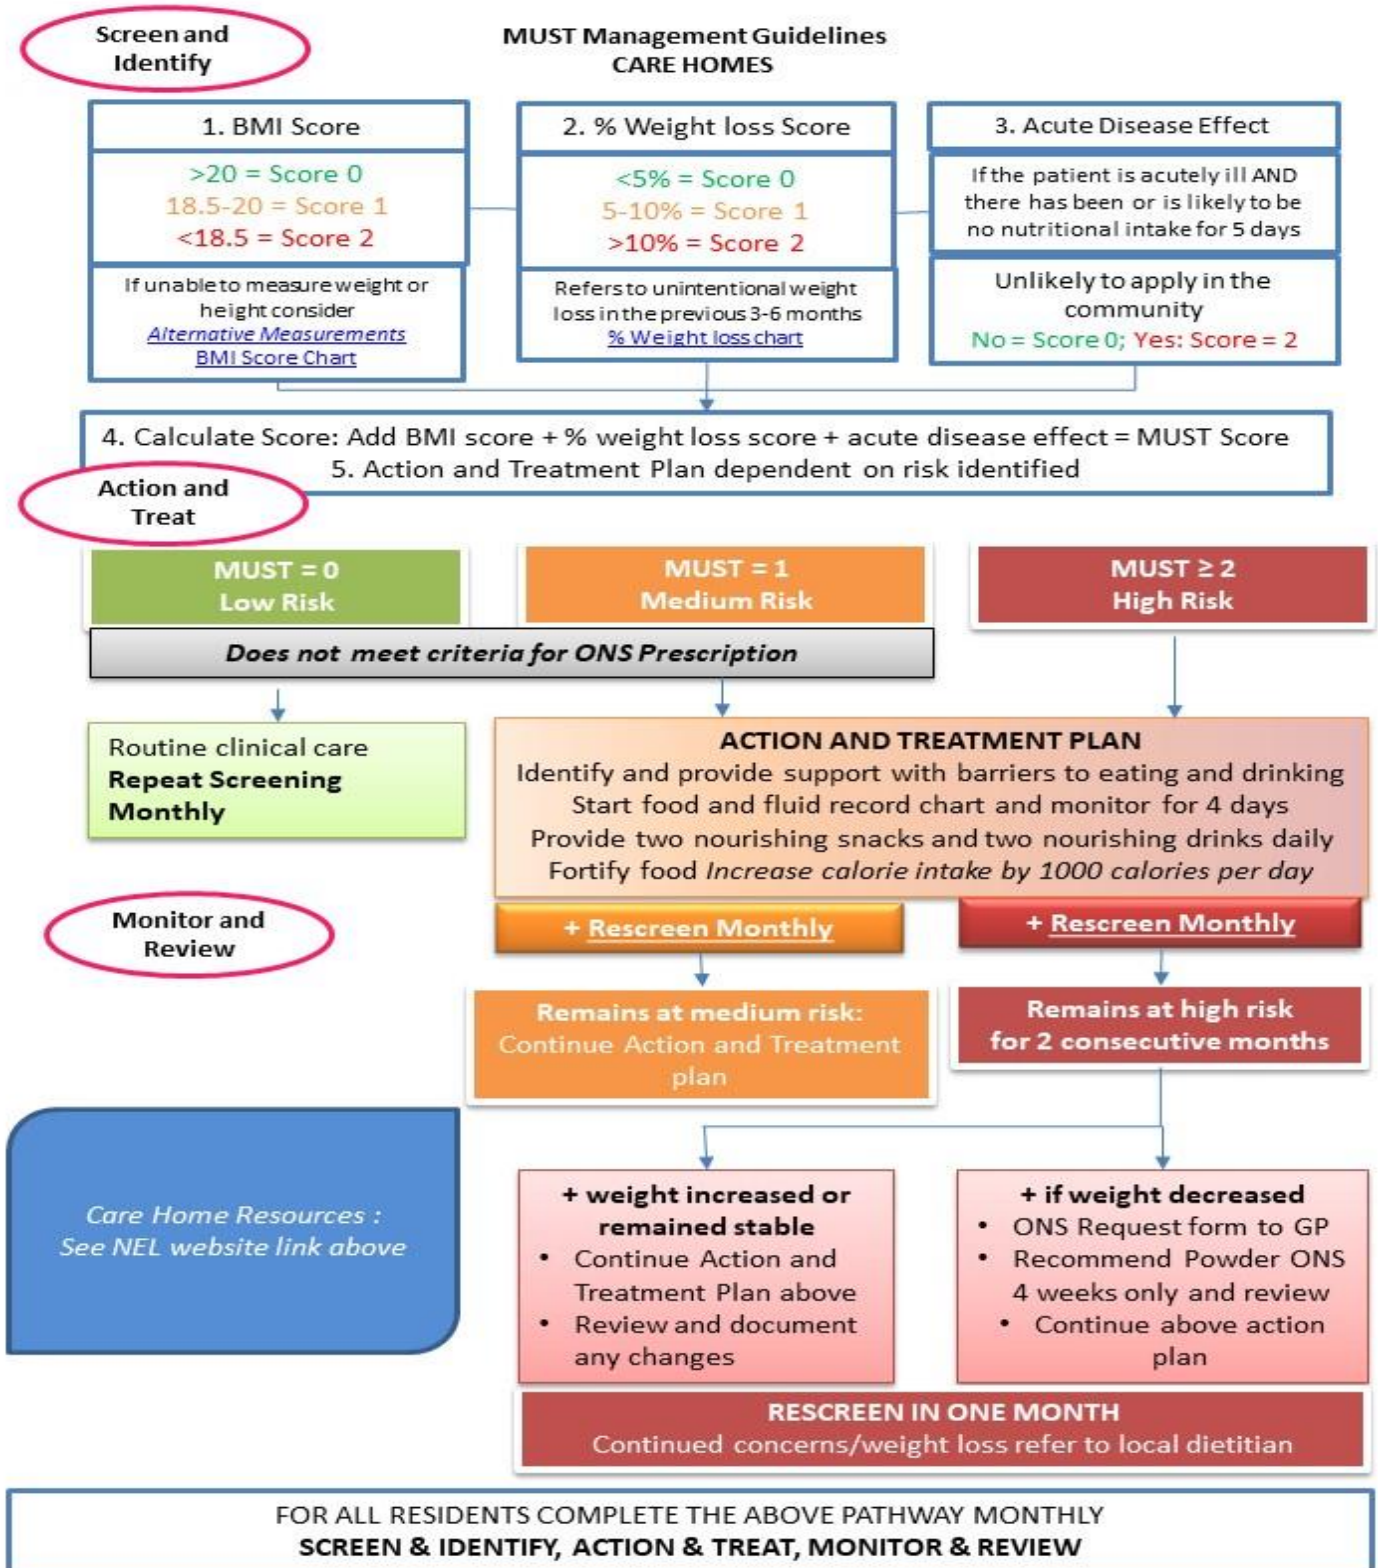 Screen and
Identify
MUST Management Guidelines
CARE HOMES
1. BMI Score
>20 = Score 0
18.5-20 = Score 1
<18.5 = Score 2
If unable to measure weight or
height consider
Alternative Measurements
BMI Score Chart
2. % Weight loss Score
<5% = Score 0
5-10% = Score 1
>10% = Score 2
Refers to unintentional weight
loss in the previous 3-6 months
% Weight loss chart
3. Acute Disease Effect
If the patient is acutely ill AND
there has been or is likely to be
no nutritional intake for 5 days
Unlikely to apply in the
community
No = Score 0; Yes: Score = 2
4. Calculate Score: Add BMI score + % weight loss score + acute disease effect = MUST Score
5. Action and Treatment Plan dependent on risk identified
Action and
Treat
MUST = 0
Low Risk
MUST = 1
Medium Risk
MUST ≥ 2
High Risk
Does not meet criteria for ONS Prescription
Routine clinical care
Repeat Screening
Monthly
ACTION AND TREATMENT PLAN
Identify and provide support with barriers to eating and drinking
Start food and fluid record chart and monitor for 4 days
Provide two nourishing snacks and two nourishing drinks daily
Fortify food Increase calorie intake by 1000 calories per day
Monitor and
Review
+ Rescreen Monthly
+ Rescreen Monthly
Remains at medium risk:
Continue Action and Treatment
plan
Remains at high risk
for 2 consecutive months
Care Home Resources :
See NEL website link above
+ weight increased or
remained stable
• Continue Action and
Treatment Plan above
• Review and document
any changes
+ if weight decreased
• ONS Request form to GP
• Recommend Powder ONS
4 weeks only and review
• Continue above action
plan
RESCREEN IN ONE MONTH
Continued concerns/weight loss refer to local dietitian
FOR ALL RESIDENTS COMPLETE THE ABOVE PATHWAY MONTHLY
SCREEN & IDENTIFY, ACTION & TREAT, MONITOR & REVIEW